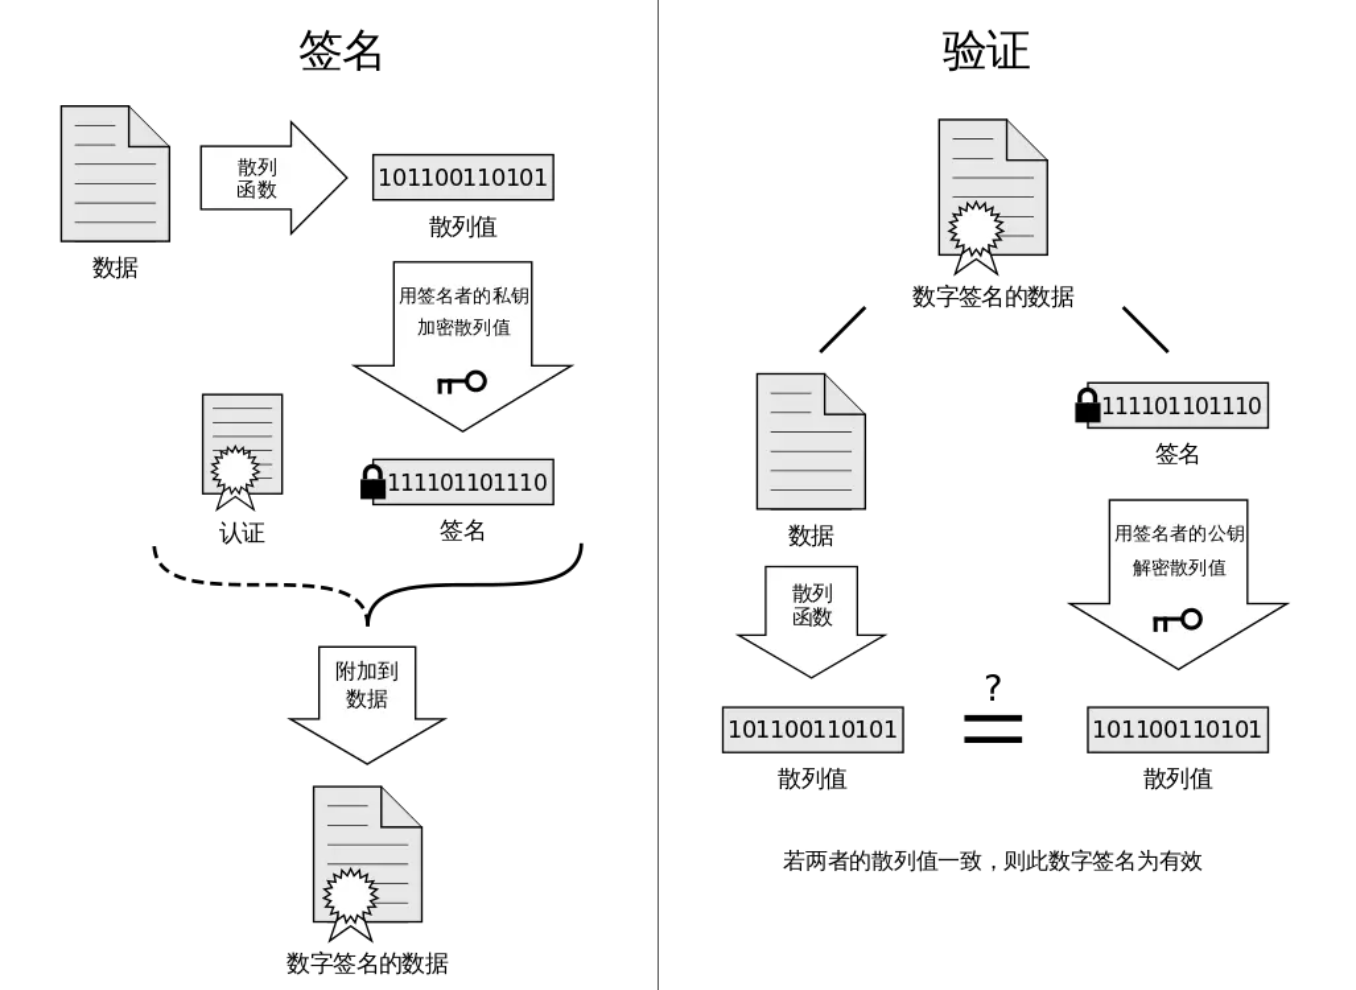 签名
散列
函数
101100110101
散列值
数据
用签名者的私钥
加密散列值
111101101110
认证
签名
附加到
数据
数字签名的数据
验证
数字签名的数据
111101101110
签名
数据
用签名者的公钥
解密散列值
散列
函数
?
101100110101
=
101100110101
散列值
散列值
若两者的散列值一致，则此数字签名为有效